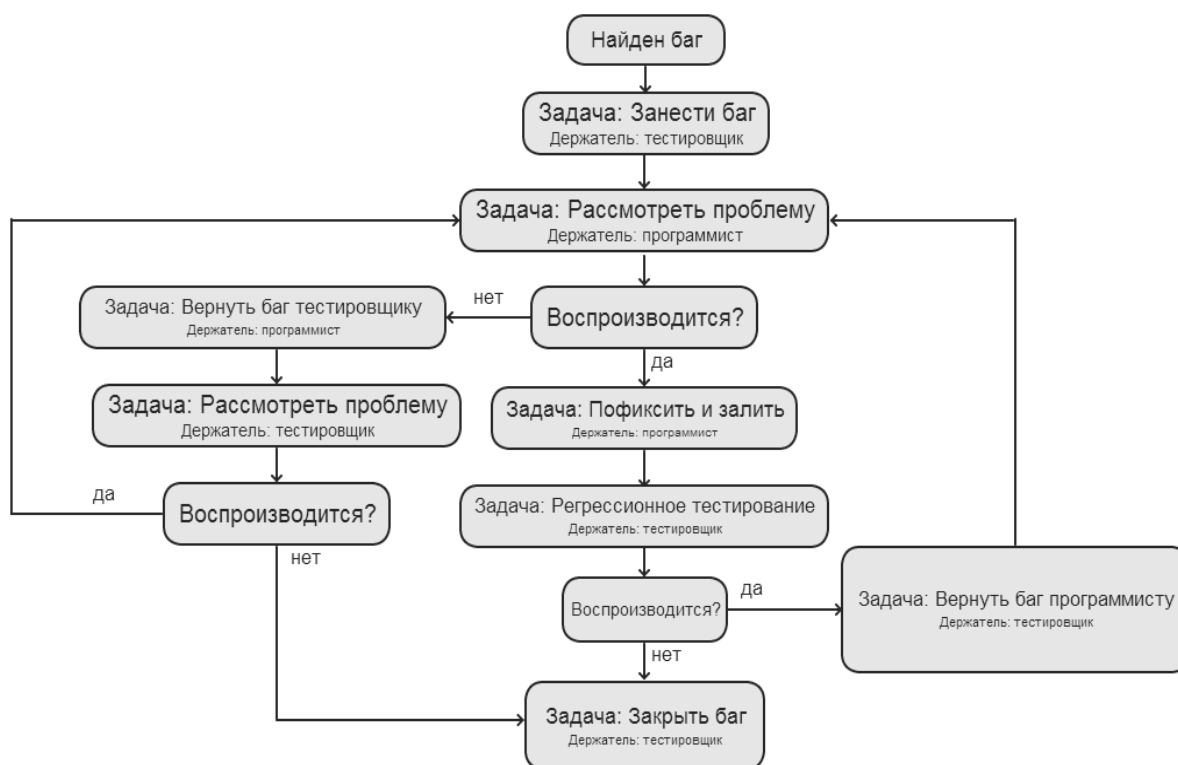 Найден баг
Задача: Занести баг
Держатель: тестировщик
Задача: Рассмотреть проблему
Держатель: программист
Задача: Вернуть баг тестировщику
Держатель: программист
нет
Воспроизводится?
да
Задача: Рассмотреть проблему
Держатель: тестировщик
Задача: Пофиксить и залить
Держатель: программист
да
Воспроизводится?
нет
Задача: Регрессионное тестирование
Держатель: тестировщик
Воспроизводится?
да
Задача: Вернуть баг программисту
Держатель: тестировщик
нет
Задача: Закрыть баг
Держатель: тестировщик